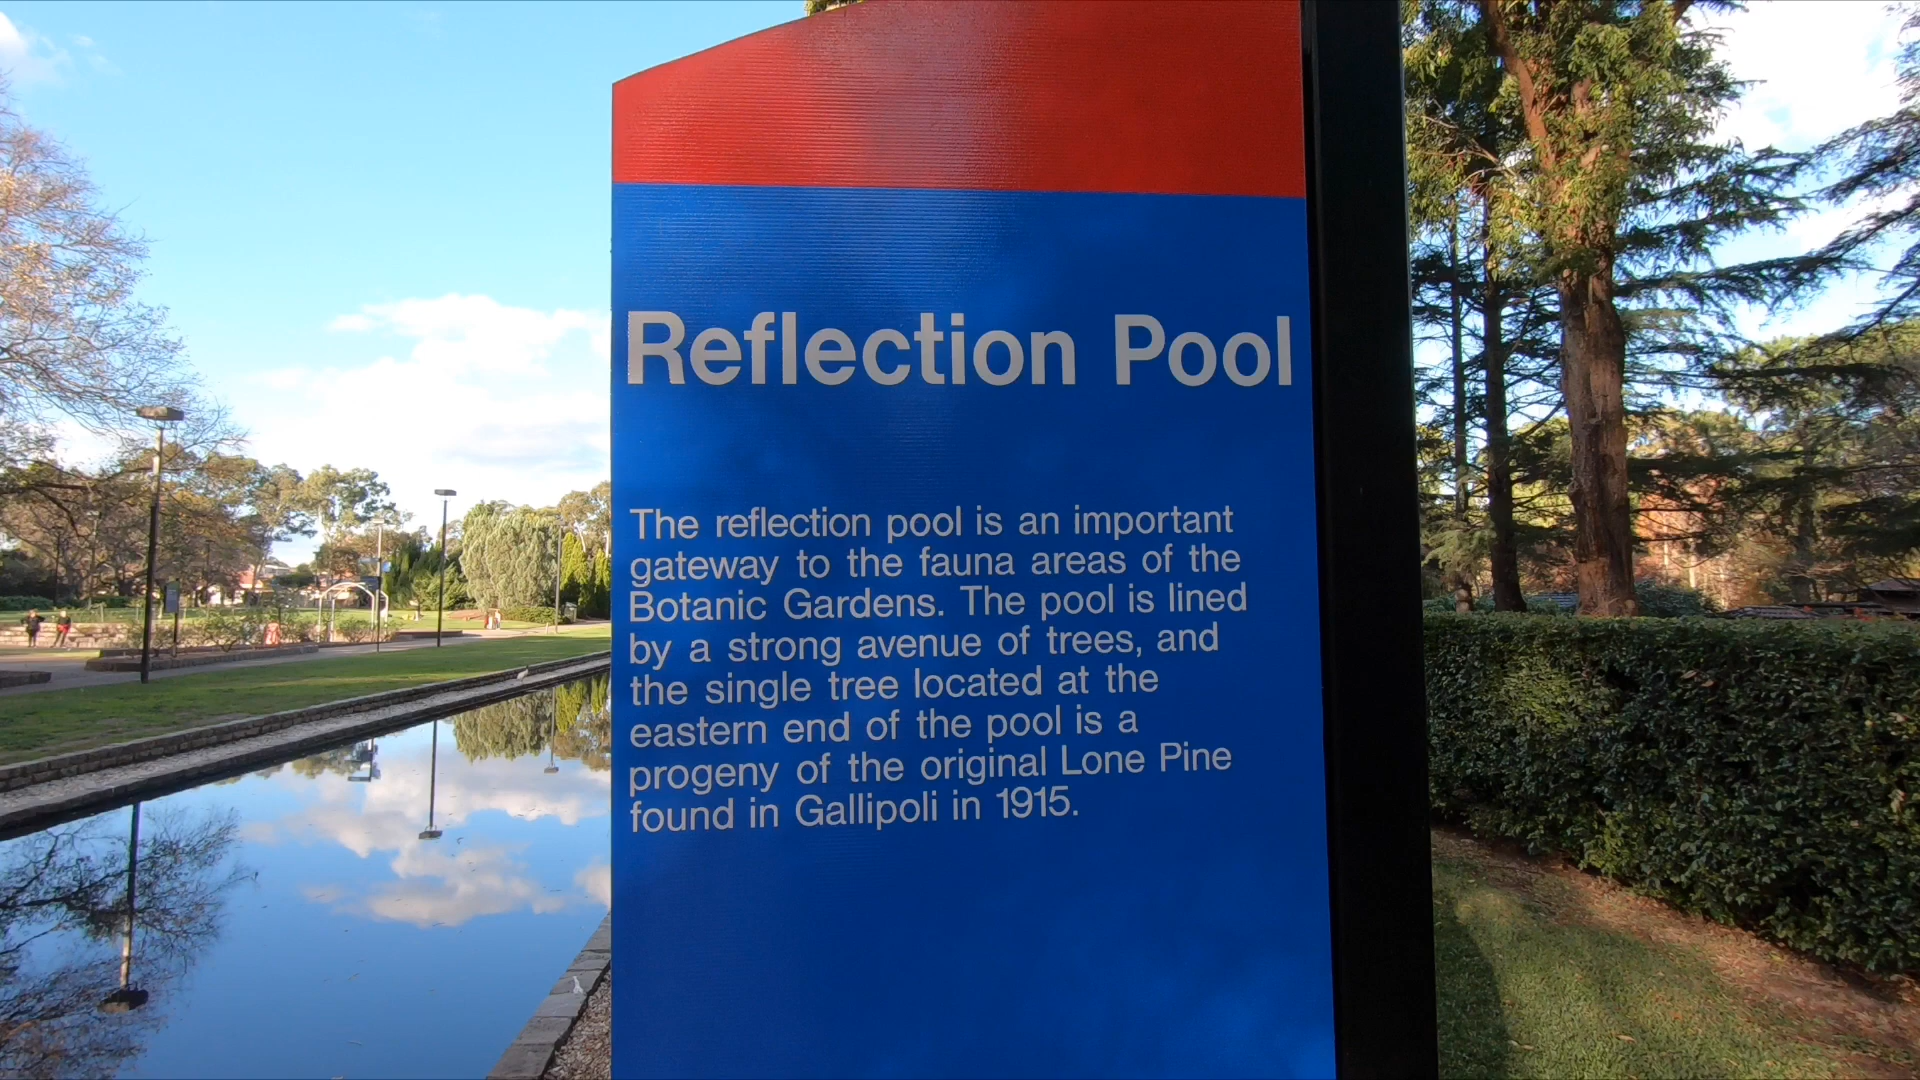 Reflection Pool
The reflection pool is an important
gateway to the fauna areas of the
Botanic Gardens. The pool is lined
by a strong avenue of trees, and
the single tree located at the
eastern end of the pool is a
progeny of the original Lone Pine
found in Gallipoli in 1915.